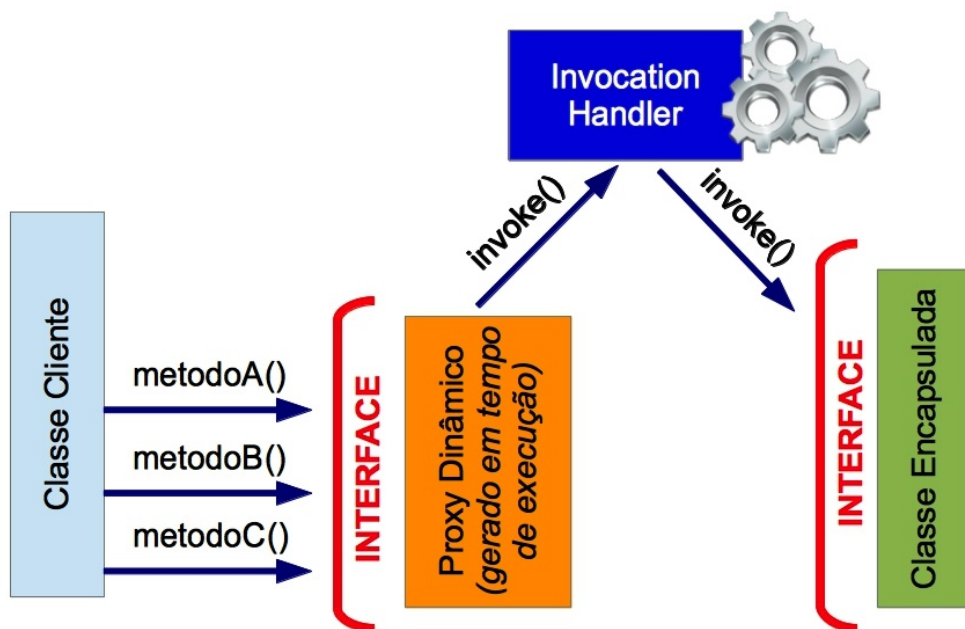 Invocation
Handler
invoke()
invoke()
Classe Cliente
metodoA()
metodoB()
metodoC()
INTERFACE
Proxy Dinâmico
(gerado em tempo
de execução)
INTERFACE
Classe Encapsulada